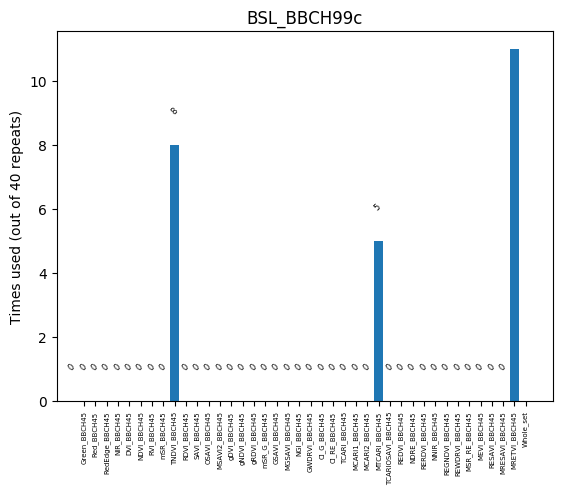 BSL_BBCH99c
Times used (out of 40 repeats)
10
8
6
4
2
0
8
5
0 0 0 0 0 0 0 0 0 0 0 0 0 0 0 0 0 0 0 0 0 0 0 0 0 0 0 0 0 0 0 0 0 0 0 0 0
Green_BBCH45
Red_BBCH45
RedEdge_BBCH45
NIR_BBCH45
DVI_BBCH45
NDVI_BBCH45
RVI_BBCH45
mSR_BBCH45
TNDVI_BBCH45
RDVI_BBCH45
SAVI_BBCH45
OSAVI_BBCH45
MSAVI2_BBCH45
gDVI_BBCH45
gNDVI_BBCH45
gRDVI_BBCH45
mSR_G_BBCH45
GSAVI_BBCH45
MGSAVI_BBCH45
NGI_BBCH45
GWDRVI_BBCH45
CI_G_BBCH45
CI_RE_BBCH45
TCARI_BBCH45
MCARI1_BBCH45
MCARI2_BBCH45
MTCARI_BBCH45
TCARIOSAVI_BBCH45
REDVI_BBCH45
NDRE_BBCH45
RERDVI_BBCH45
NNIR_BBCH45
REGNDVI_BBCH45
REWDRVI_BBCH45
MSR_RE_BBCH45
MEVI_BBCH45
RESAVI_BBCH45
MRESAVI_BBCH45
MRETVI_BBCH45
Whole_set